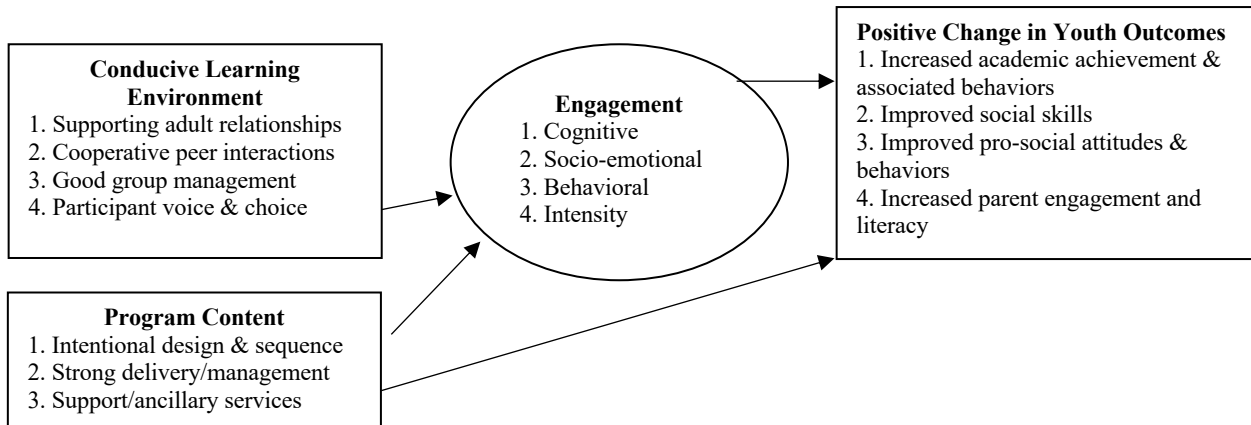 Conducive Learning
Environment
1. Supporting adult relationships
2. Cooperative peer interactions
3. Good group management
4. Participant voice & choice
Program Content
1. Intentional design & sequence
2. Strong delivery/management
3. Support/ancillary services
Engagement
1. Cognitive
2. Socio-emotional
3. Behavioral
4. Intensity
Positive Change in Youth Outcomes
1. Increased academic achievement &
associated behaviors
2. Improved social skills
3. Improved pro-social attitudes &
behaviors
4. Increased parent engagement and
literacy